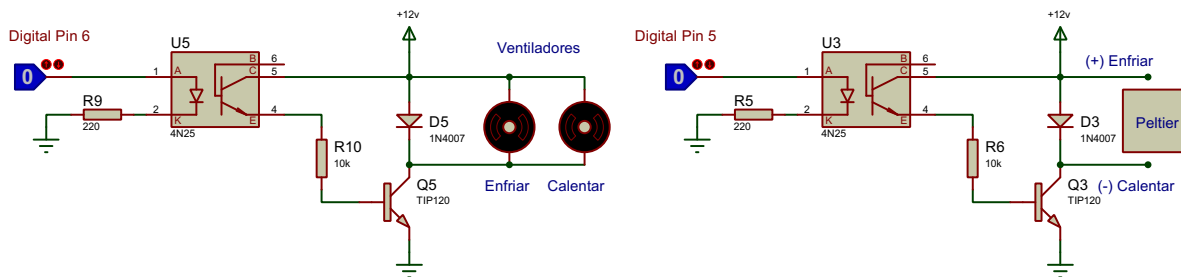 +12v
Digital Pin 6
U5
B
6
Ventiladores
0
1
A
C
5
R9
2
K
E
4
220
4N25
D5
1N4007
R10
10k
Enfriar
Calentar
Q5
TIP120
+12v
Digital Pin 5
U3
B
6
(+) Enfriar
0
1
A
C
5
R5
2
K
E
4
220
4N25
D3
1N4007
Peltier
R6
10k
Q3
(-) Calentar
TIP120